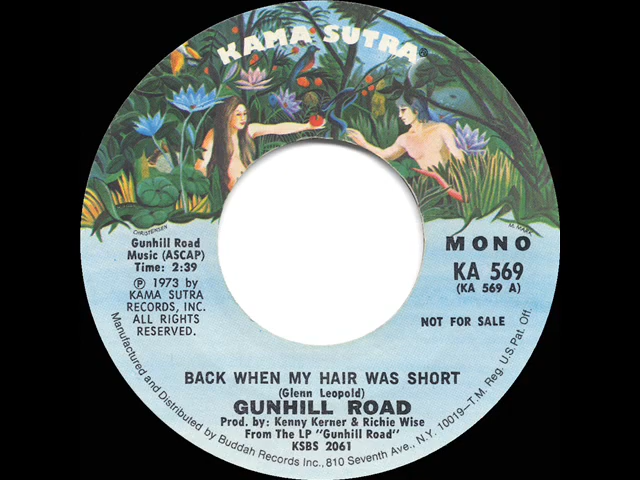 KAMA SUTRA®
CHRISTENSEN
M. MARK
Gunhill Road
Music (ASCAP)
Time: 2:39
Ⓟ 1973 by
KAMA SUTRA
RECORDS, INC.
ALL RIGHTS
RESERVED.
MONO
KA 569
(KA 569 A)
NOT FOR SALE
BACK WHEN MY HAIR WAS SHORT
(Glenn Leopold)
GUNHILL ROAD
Prod. by: Kenny Kerner & Richie Wise
From The LP "Gunhill Road"
KSBS 2061
Manufactured and Distributed by Buddah Records Inc., 810 Seventh Ave., N.Y. 10019–T.M. Reg. U.S. Pat. Off.